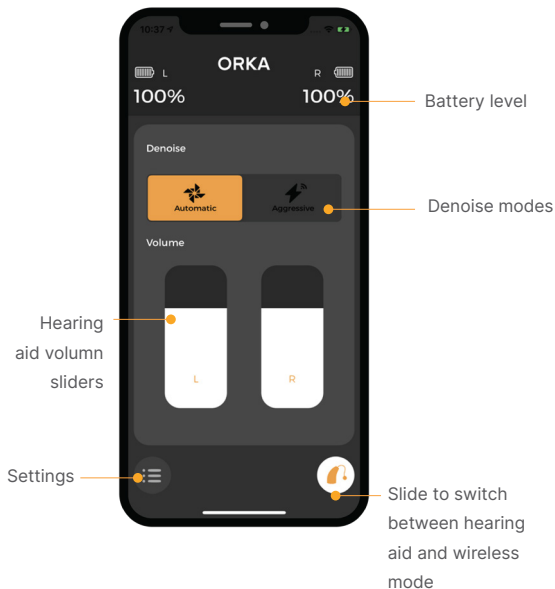 10:37
ORKA
L
R
100%
100%
Battery level
Denoise
Automatic
Aggressive
Denoise modes
Volume
Hearing
aid volumn
sliders
L
R
Settings
Slide to switch
between hearing
aid and wireless
mode